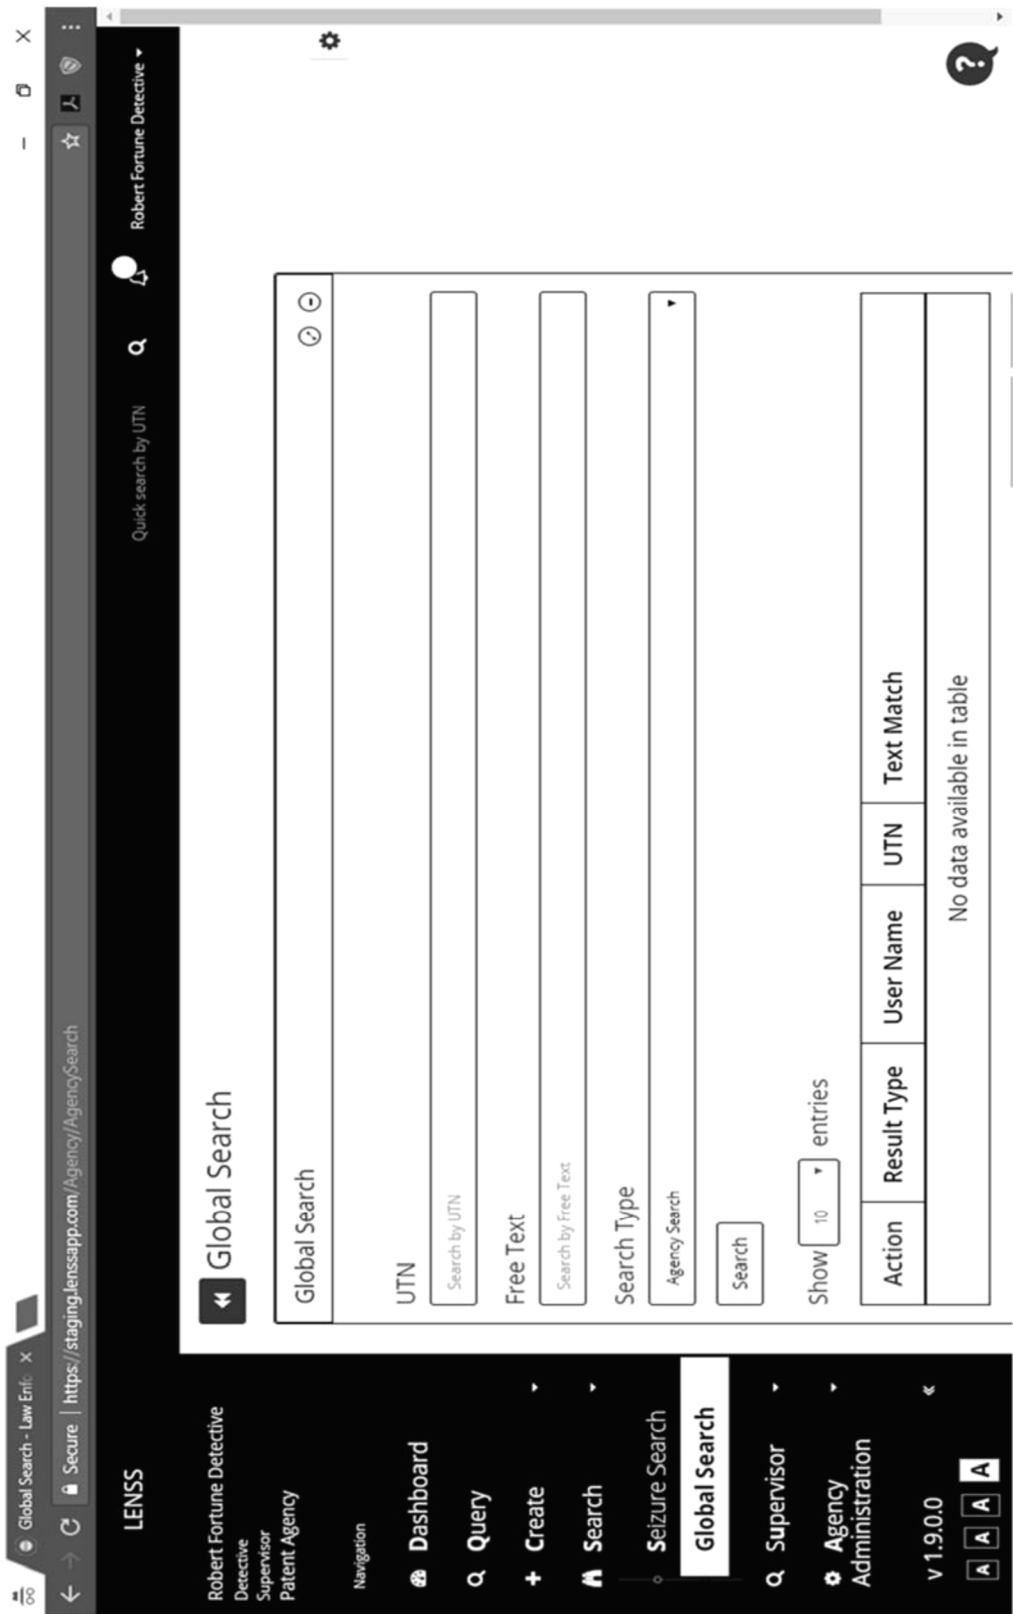 Global Search - Law Enfo
Secure | https://staging.lenssapp.com/Agency/AgencySearch
LENSS
Quick search by UTN
Robert Fortune Detective
Robert Fortune Detective
Detective
Supervisor
Patent Agency
Navigation
Dashboard
Query
Create
Search
Seizure Search
Global Search
Supervisor
Agency
Administration
v 1.9.0.0
A A A A
Global Search
Global Search
UTN
Search by UTN
Free Text
Search by Free Text
Search Type
Agency Search
Search
Show 10 entries
Action Result Type User Name UTN Text Match
No data available in table